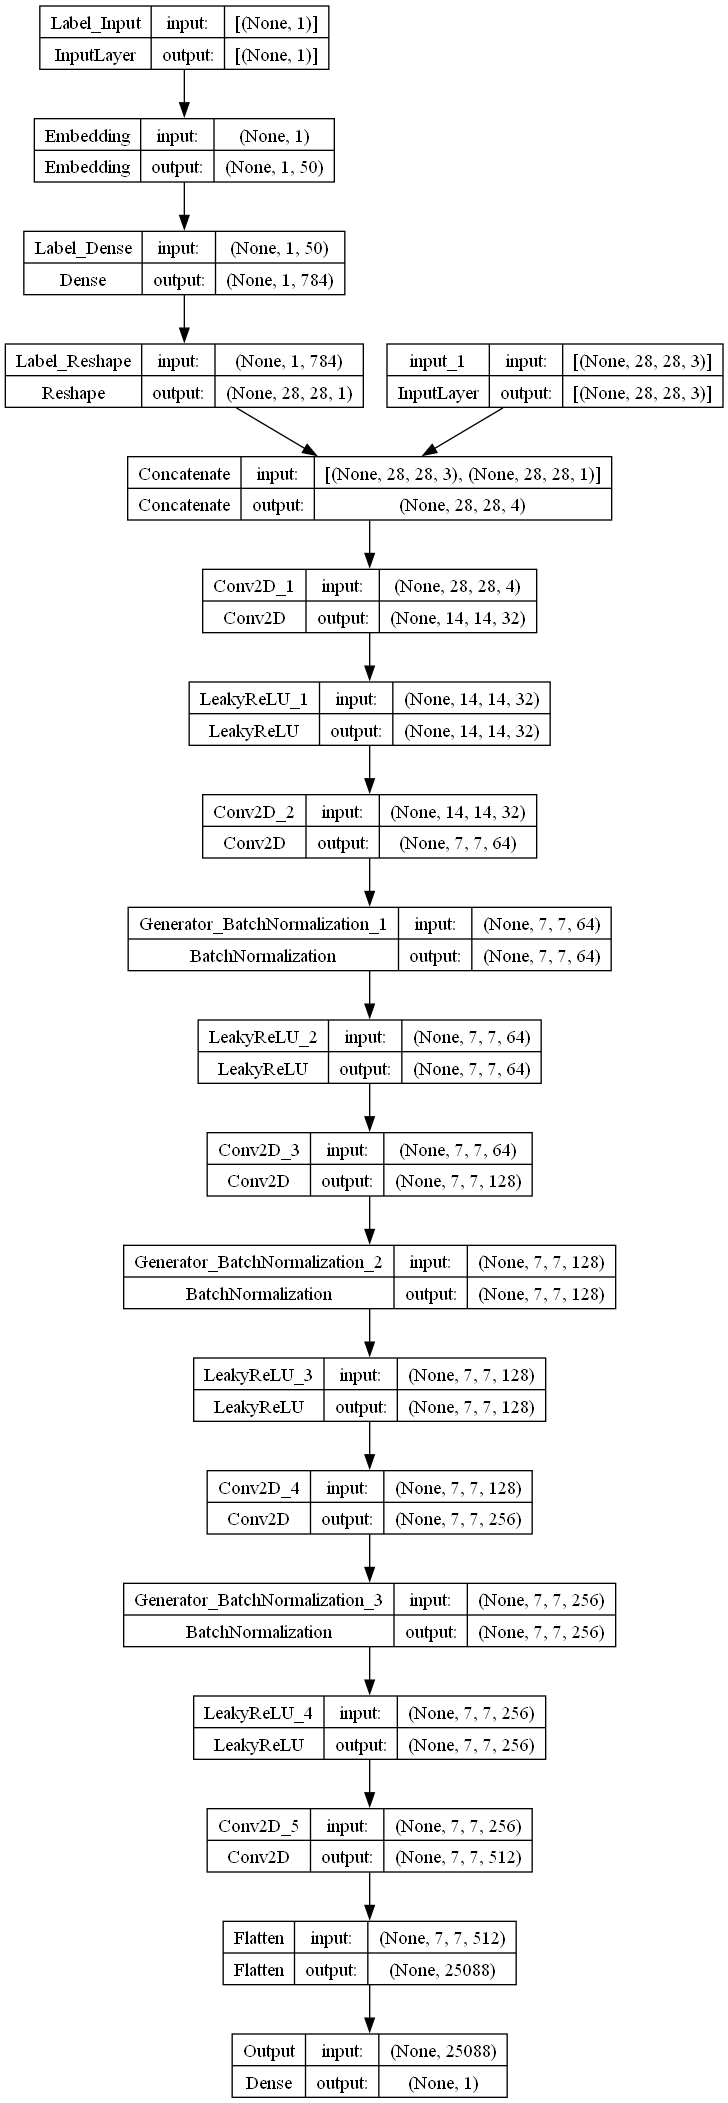 Label_Input input: [(None, 1)]
InputLayer output: [(None, 1)]
Embedding input: (None, 1)
Embedding output: (None, 1, 50)
Label_Dense input: (None, 1, 50)
Dense output: (None, 1, 784)
Label_Reshape input: (None, 1, 784)
Reshape output: (None, 28, 28, 1)
input_1 input: [(None, 28, 28, 3)]
InputLayer output: [(None, 28, 28, 3)]
Concatenate input: [(None, 28, 28, 3), (None, 28, 28, 1)]
Concatenate output: (None, 28, 28, 4)
Conv2D_1 input: (None, 28, 28, 4)
Conv2D output: (None, 14, 14, 32)
LeakyReLU_1 input: (None, 14, 14, 32)
LeakyReLU output: (None, 14, 14, 32)
Conv2D_2 input: (None, 14, 14, 32)
Conv2D output: (None, 7, 7, 64)
Generator_BatchNormalization_1 input: (None, 7, 7, 64)
BatchNormalization output: (None, 7, 7, 64)
LeakyReLU_2 input: (None, 7, 7, 64)
LeakyReLU output: (None, 7, 7, 64)
Conv2D_3 input: (None, 7, 7, 64)
Conv2D output: (None, 7, 7, 128)
Generator_BatchNormalization_2 input: (None, 7, 7, 128)
BatchNormalization output: (None, 7, 7, 128)
LeakyReLU_3 input: (None, 7, 7, 128)
LeakyReLU output: (None, 7, 7, 128)
Conv2D_4 input: (None, 7, 7, 128)
Conv2D output: (None, 7, 7, 256)
Generator_BatchNormalization_3 input: (None, 7, 7, 256)
BatchNormalization output: (None, 7, 7, 256)
LeakyReLU_4 input: (None, 7, 7, 256)
LeakyReLU output: (None, 7, 7, 256)
Conv2D_5 input: (None, 7, 7, 256)
Conv2D output: (None, 7, 7, 512)
Flatten input: (None, 7, 7, 512)
Flatten output: (None, 25088)
Output input: (None, 25088)
Dense output: (None, 1)